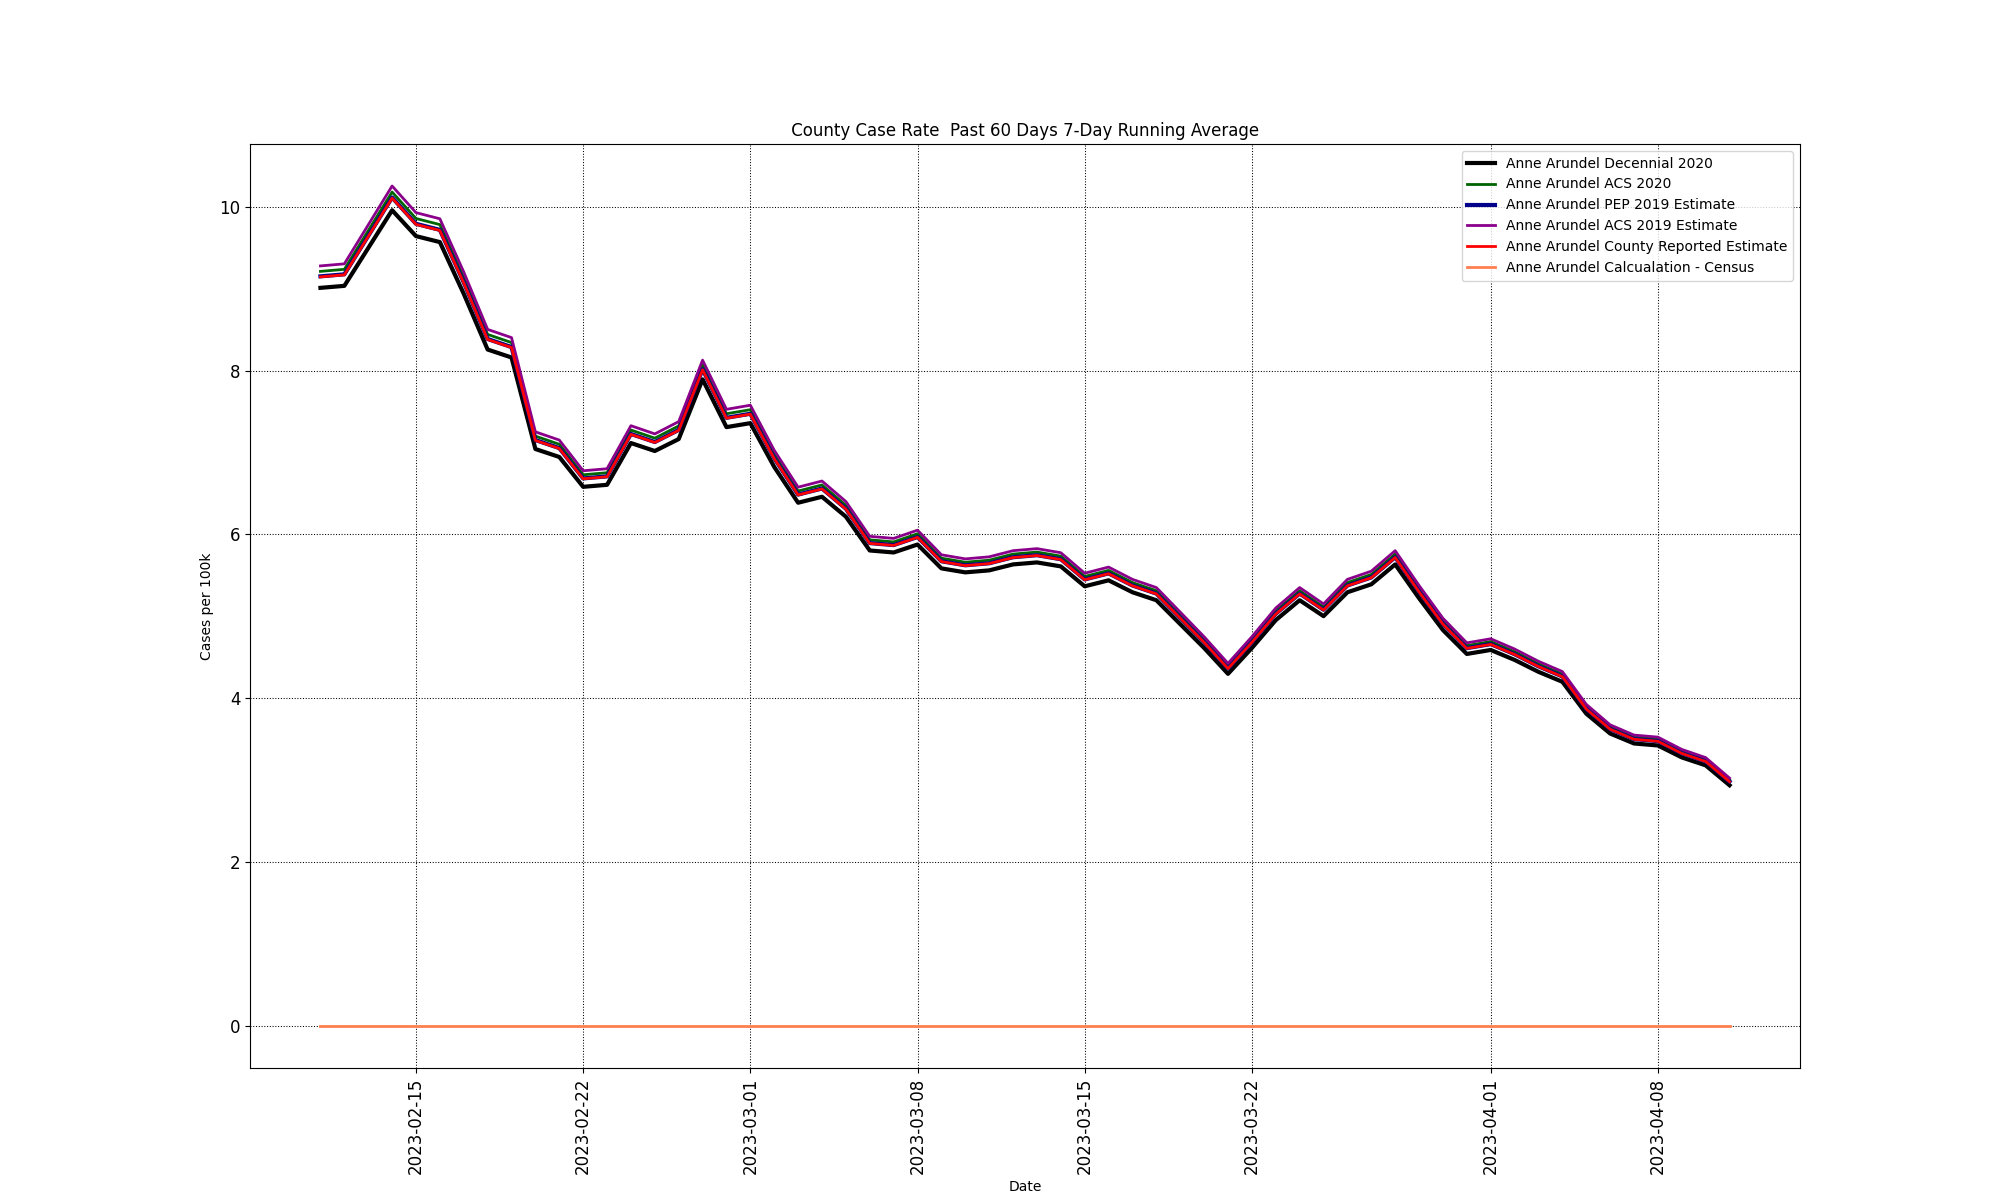 County Case Rate  Past 60 Days 7-Day Running Average
Anne Arundel Decennial 2020
Anne Arundel ACS 2020
Anne Arundel PEP 2019 Estimate
Anne Arundel ACS 2019 Estimate
Anne Arundel County Reported Estimate
Anne Arundel Calcualation - Census
Cases per 100k
10
8
6
4
2
0
2023-02-15
2023-02-22
2023-03-01
2023-03-08
2023-03-15
2023-03-22
2023-04-01
2023-04-08
Date